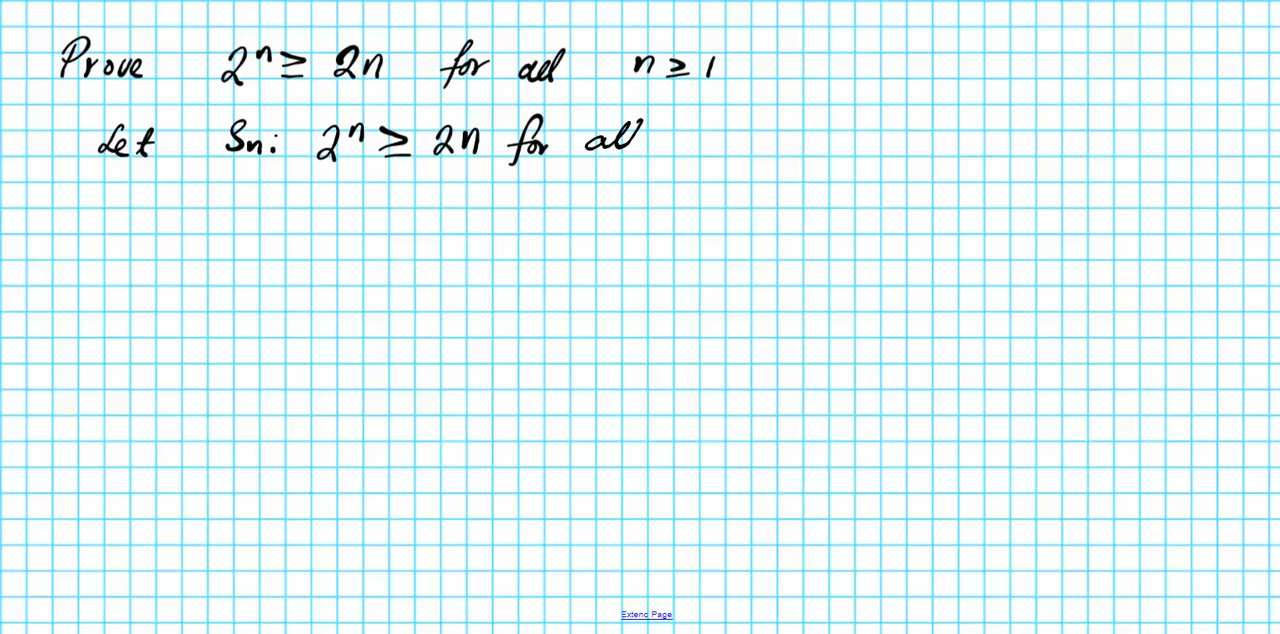 Prove 2ⁿ ≥ 2n for all n ≥ 1
Let Sn: 2ⁿ ≥ 2n for all
Extend Page